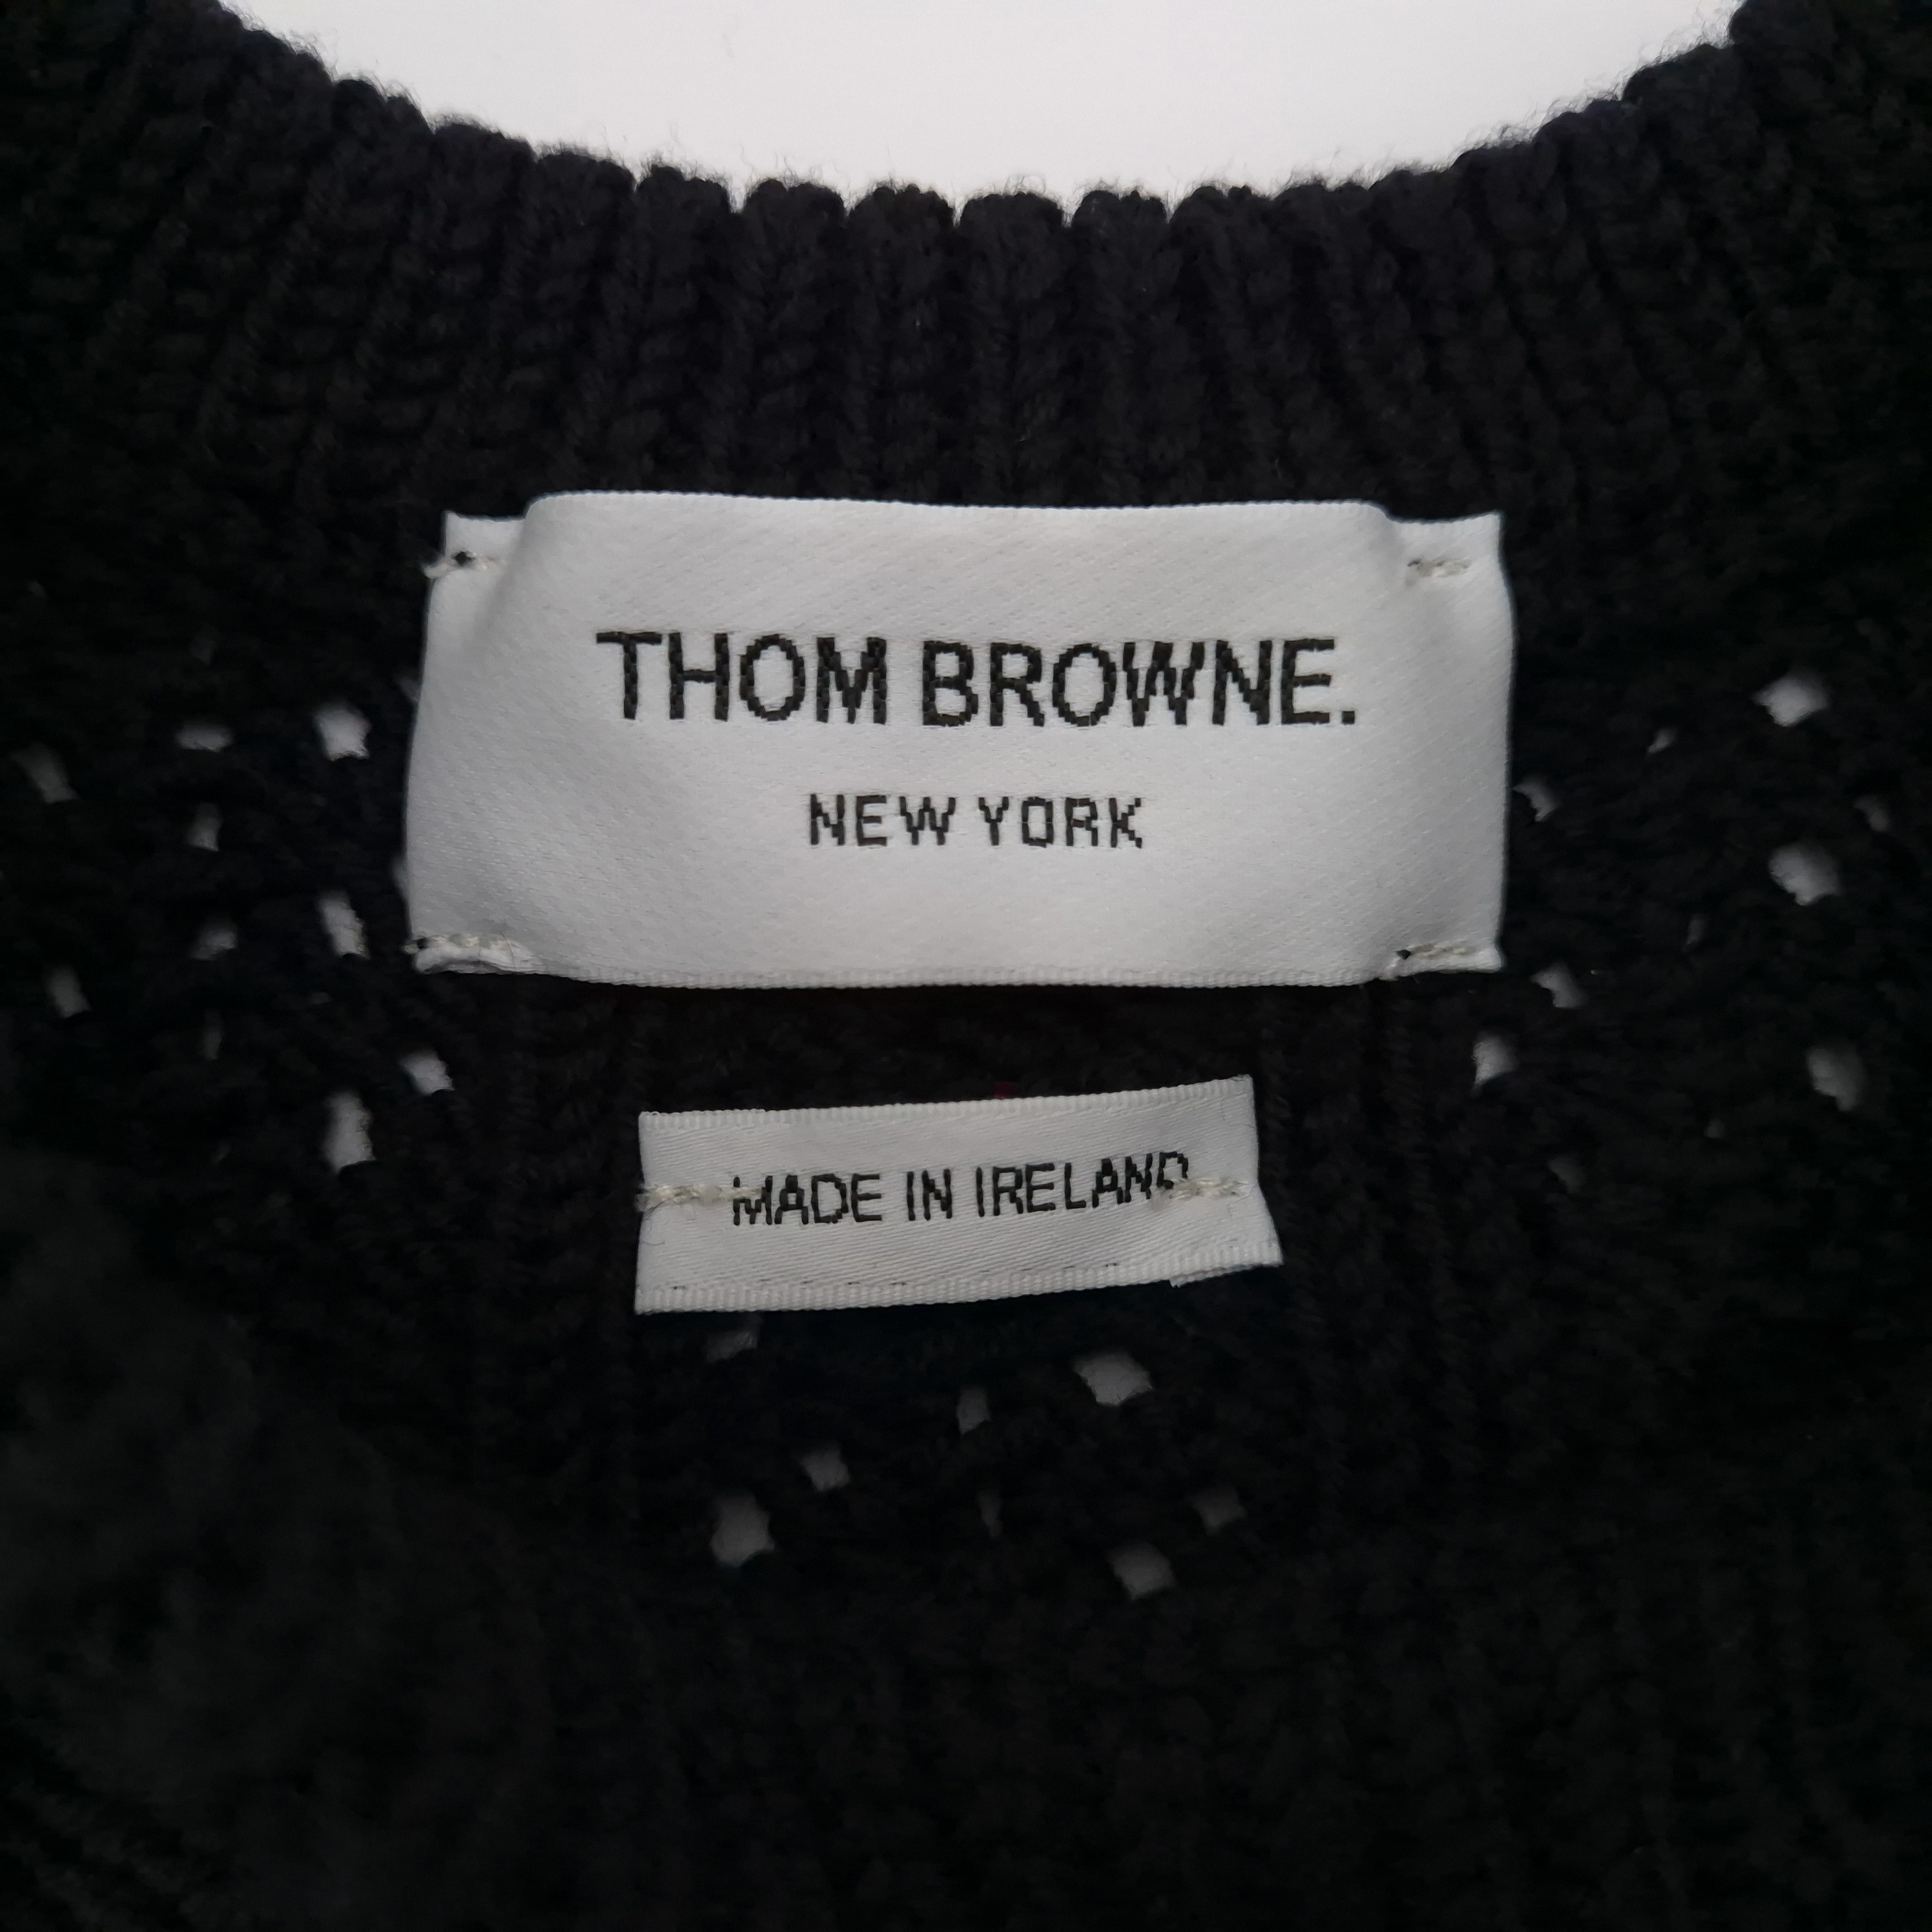 THOM BROWNE.
NEW YORK
MADE IN IRELAND